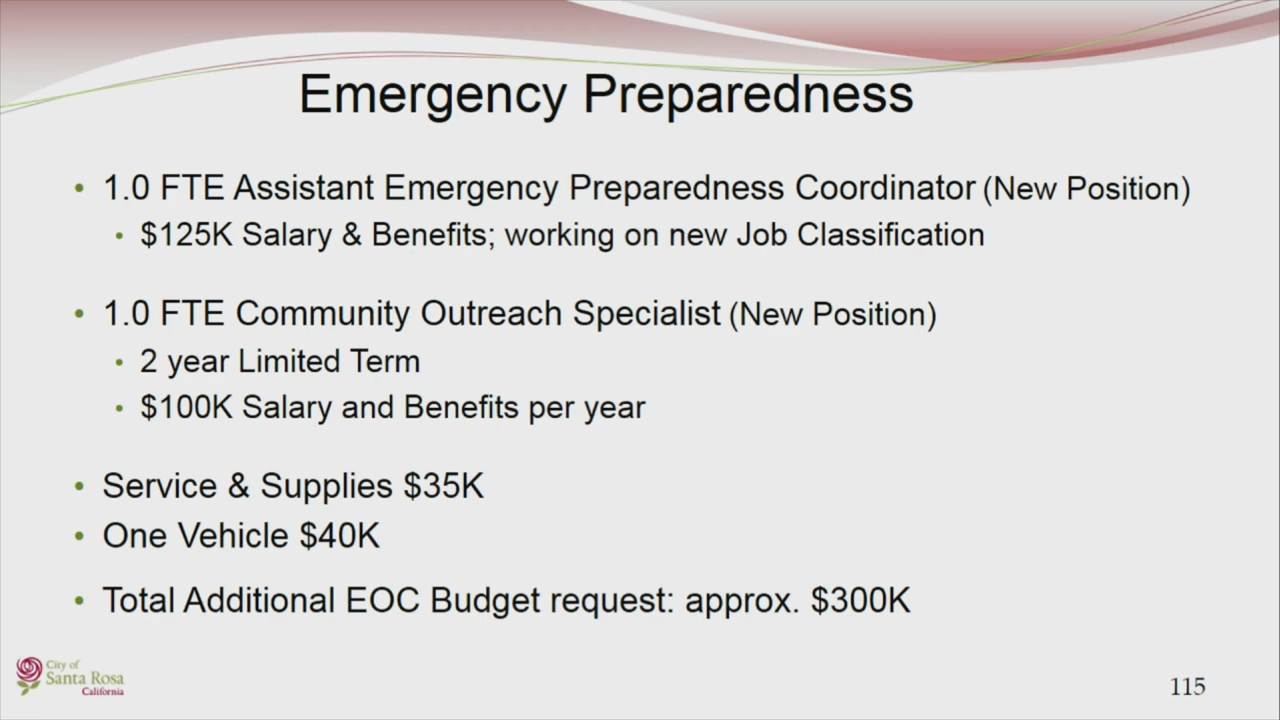 Emergency Preparedness
• 1.0 FTE Assistant Emergency Preparedness Coordinator (New Position)
• $125K Salary & Benefits; working on new Job Classification
• 1.0 FTE Community Outreach Specialist (New Position)
• 2 year Limited Term
• $100K Salary and Benefits per year
• Service & Supplies $35K
• One Vehicle $40K
• Total Additional EOC Budget request: approx. $300K
City of
Santa Rosa
California
115